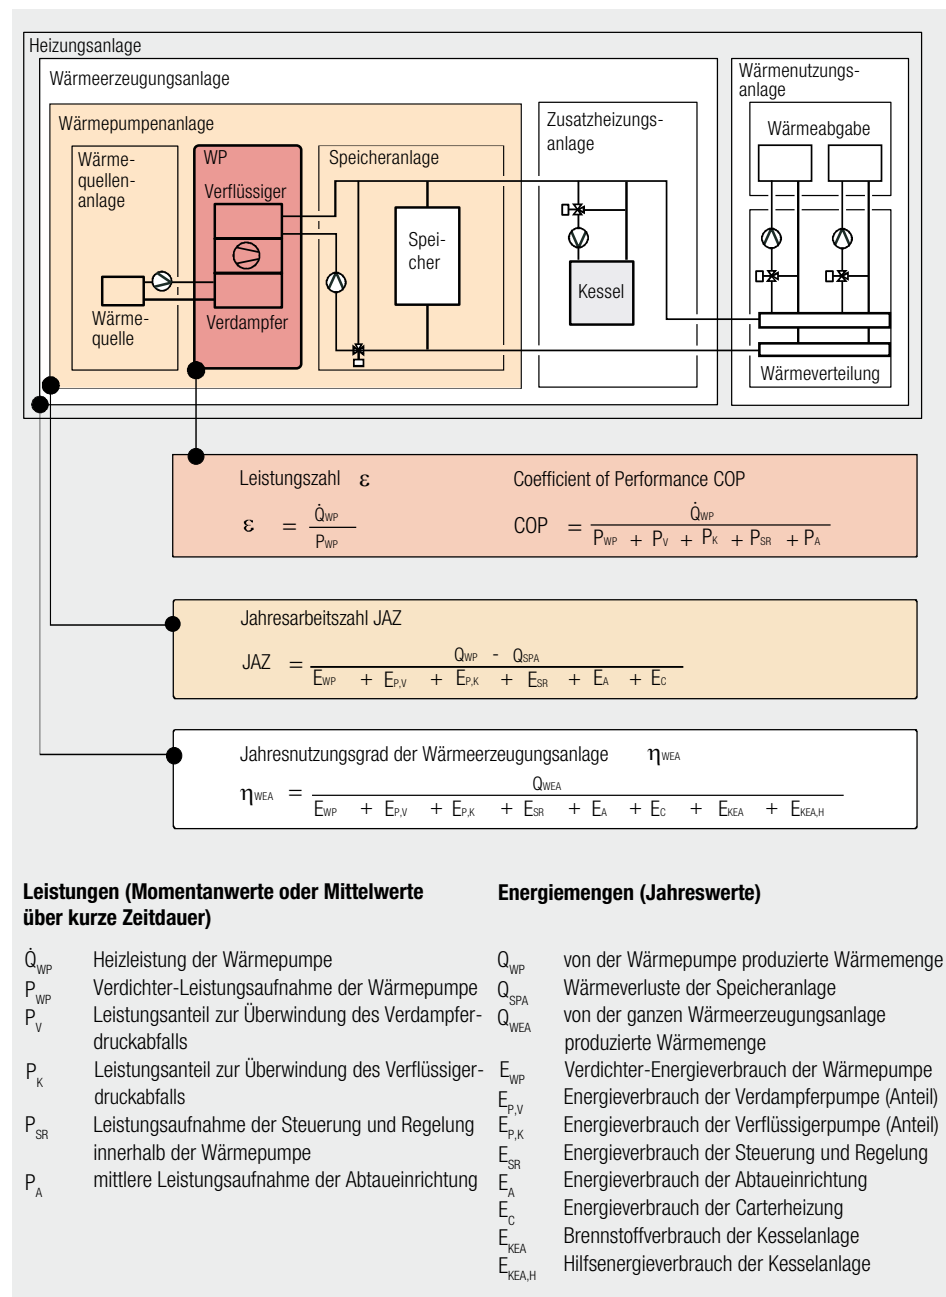 Heizungsanlage
Wärmeerzeugungsanlage
Wärmepumpenanlage
Wärme-
quellen-
anlage
Wärme-
quelle
WP
Verflüssiger
Verdampfer
Speicheranlage
Spei-
cher
Zusatzheizungs-
anlage
Kessel
Wärmenutzungs-
anlage
Wärmeabgabe
Wärmeverteilung
Leistungszahl ε
ε = Q̇WP / PWP
Coefficient of Performance COP
COP = Q̇WP / PWP + PV + PK + PSR + PA
Jahresarbeitszahl JAZ
JAZ = QWP - QSPA / EWP + EP,V + EP,K + ESR + EA + EC
Jahresnutzungsgrad der Wärmeerzeugungsanlage ηWEA
ηWEA = QWEA / EWP + EP,V + EP,K + ESR + EA + EC + EKEA + EKEA,H
Leistungen (Momentanwerte oder Mittelwerte
über kurze Zeitdauer)
Q̇WP Heizleistung der Wärmepumpe
PWP Verdichter-Leistungsaufnahme der Wärmepumpe
PV Leistungsanteil zur Überwindung des Verdampfer-
druckabfalls
PK Leistungsanteil zur Überwindung des Verflüssiger-
druckabfalls
PSR Leistungsaufnahme der Steuerung und Regelung
innerhalb der Wärmepumpe
PA mittlere Leistungsaufnahme der Abtaueinrichtung
Energiemengen (Jahreswerte)
QWP von der Wärmepumpe produzierte Wärmemenge
QSPA Wärmeverluste der Speicheranlage
QWEA von der ganzen Wärmeerzeugungsanlage
produzierte Wärmemenge
EWP Verdichter-Energieverbrauch der Wärmepumpe
EP,V Energieverbrauch der Verdampferpumpe (Anteil)
EP,K Energieverbrauch der Verflüssigerpumpe (Anteil)
ESR Energieverbrauch der Steuerung und Regelung
EA Energieverbrauch der Abtaueinrichtung
EC Energieverbrauch der Carterheizung
EKEA Brennstoffverbrauch der Kesselanlage
EKEA,H Hilfsenergieverbrauch der Kesselanlage